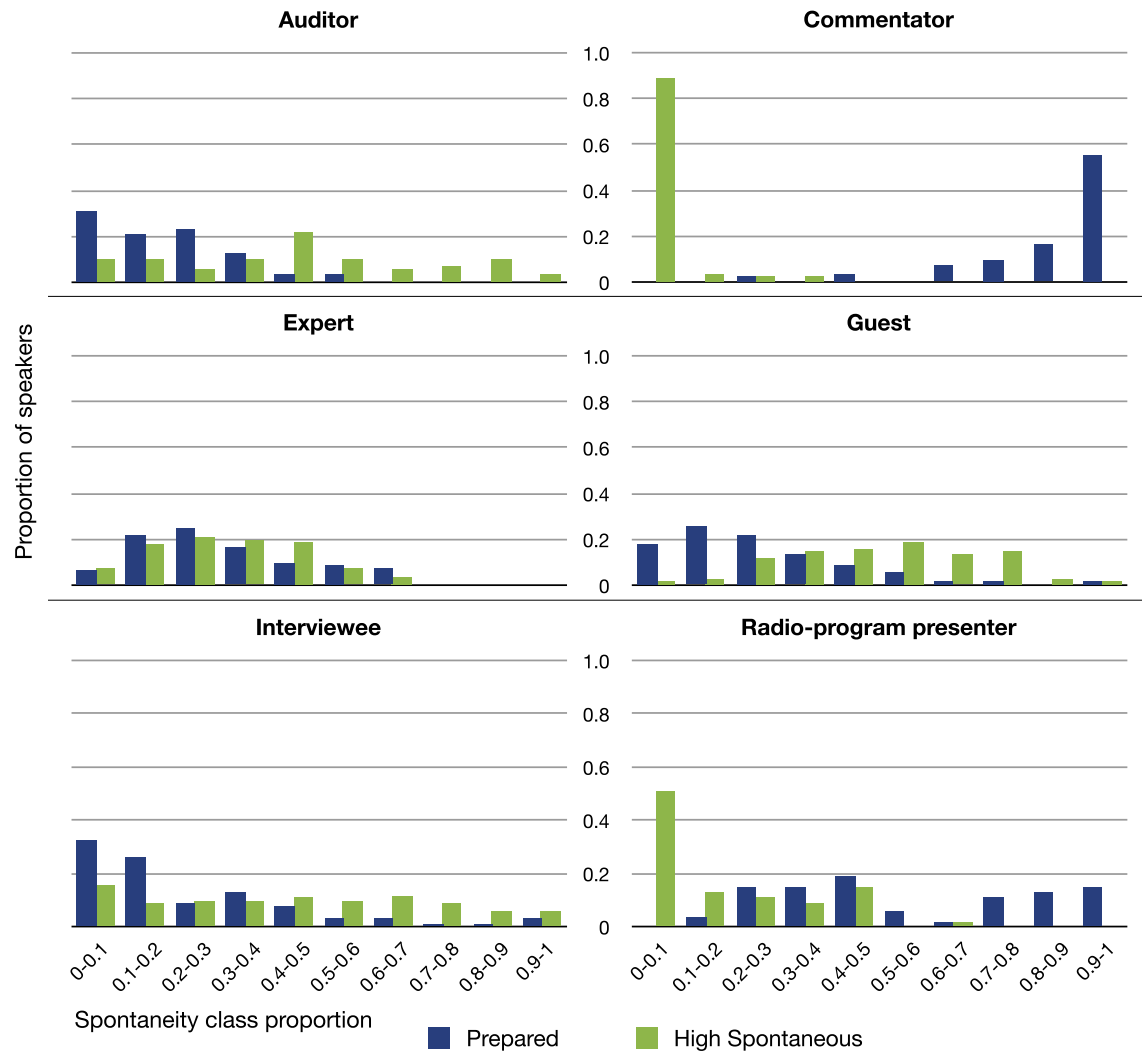 Auditor
Commentator
1.0
0.8
0.6
0.4
0.2
0
Expert
Guest
Proportion of speakers
1.0
0.8
0.6
0.4
0.2
0
Interviewee
Radio-program presenter
1.0
0.8
0.6
0.4
0.2
0
0-0.1 0.1-0.2 0.2-0.3 0.3-0.4 0.4-0.5 0.5-0.6 0.6-0.7 0.7-0.8 0.8-0.9 0.9-1
0-0.1 0.1-0.2 0.2-0.3 0.3-0.4 0.4-0.5 0.5-0.6 0.6-0.7 0.7-0.8 0.8-0.9 0.9-1
Spontaneity class proportion
Prepared
High Spontaneous